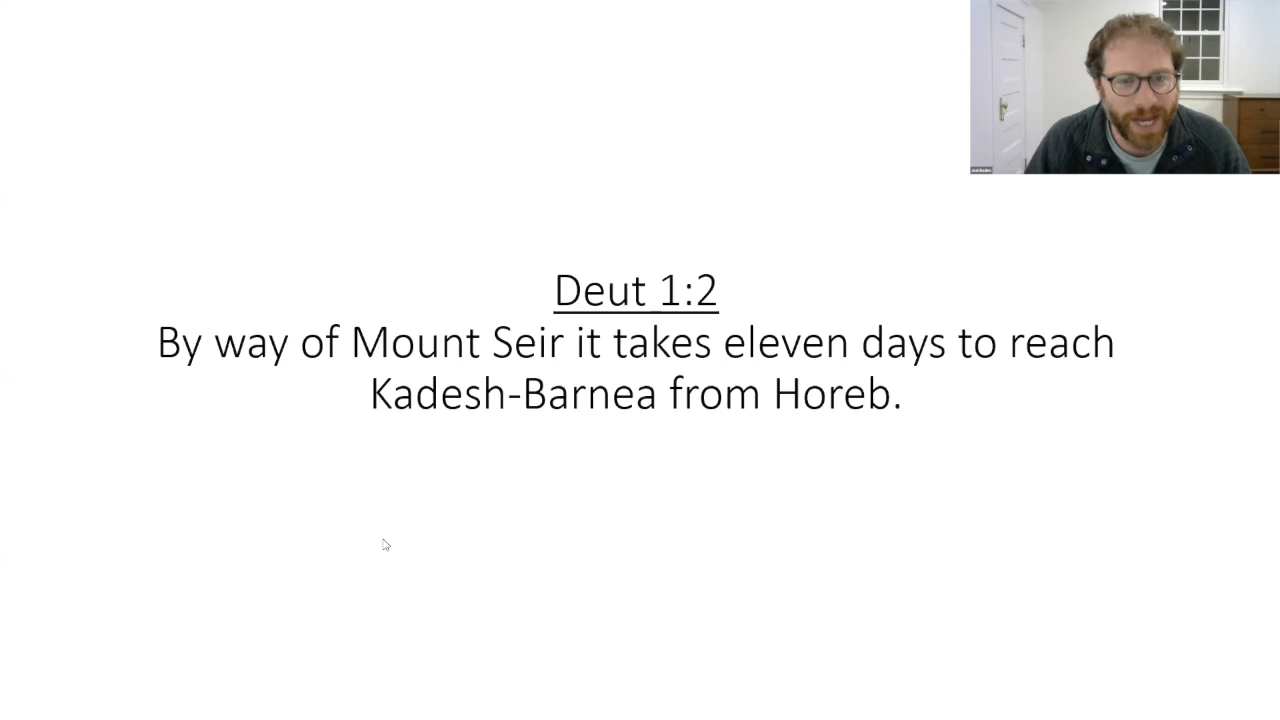 Deut 1:2
By way of Mount Seir it takes eleven days to reach
Kadesh-Barnea from Horeb.